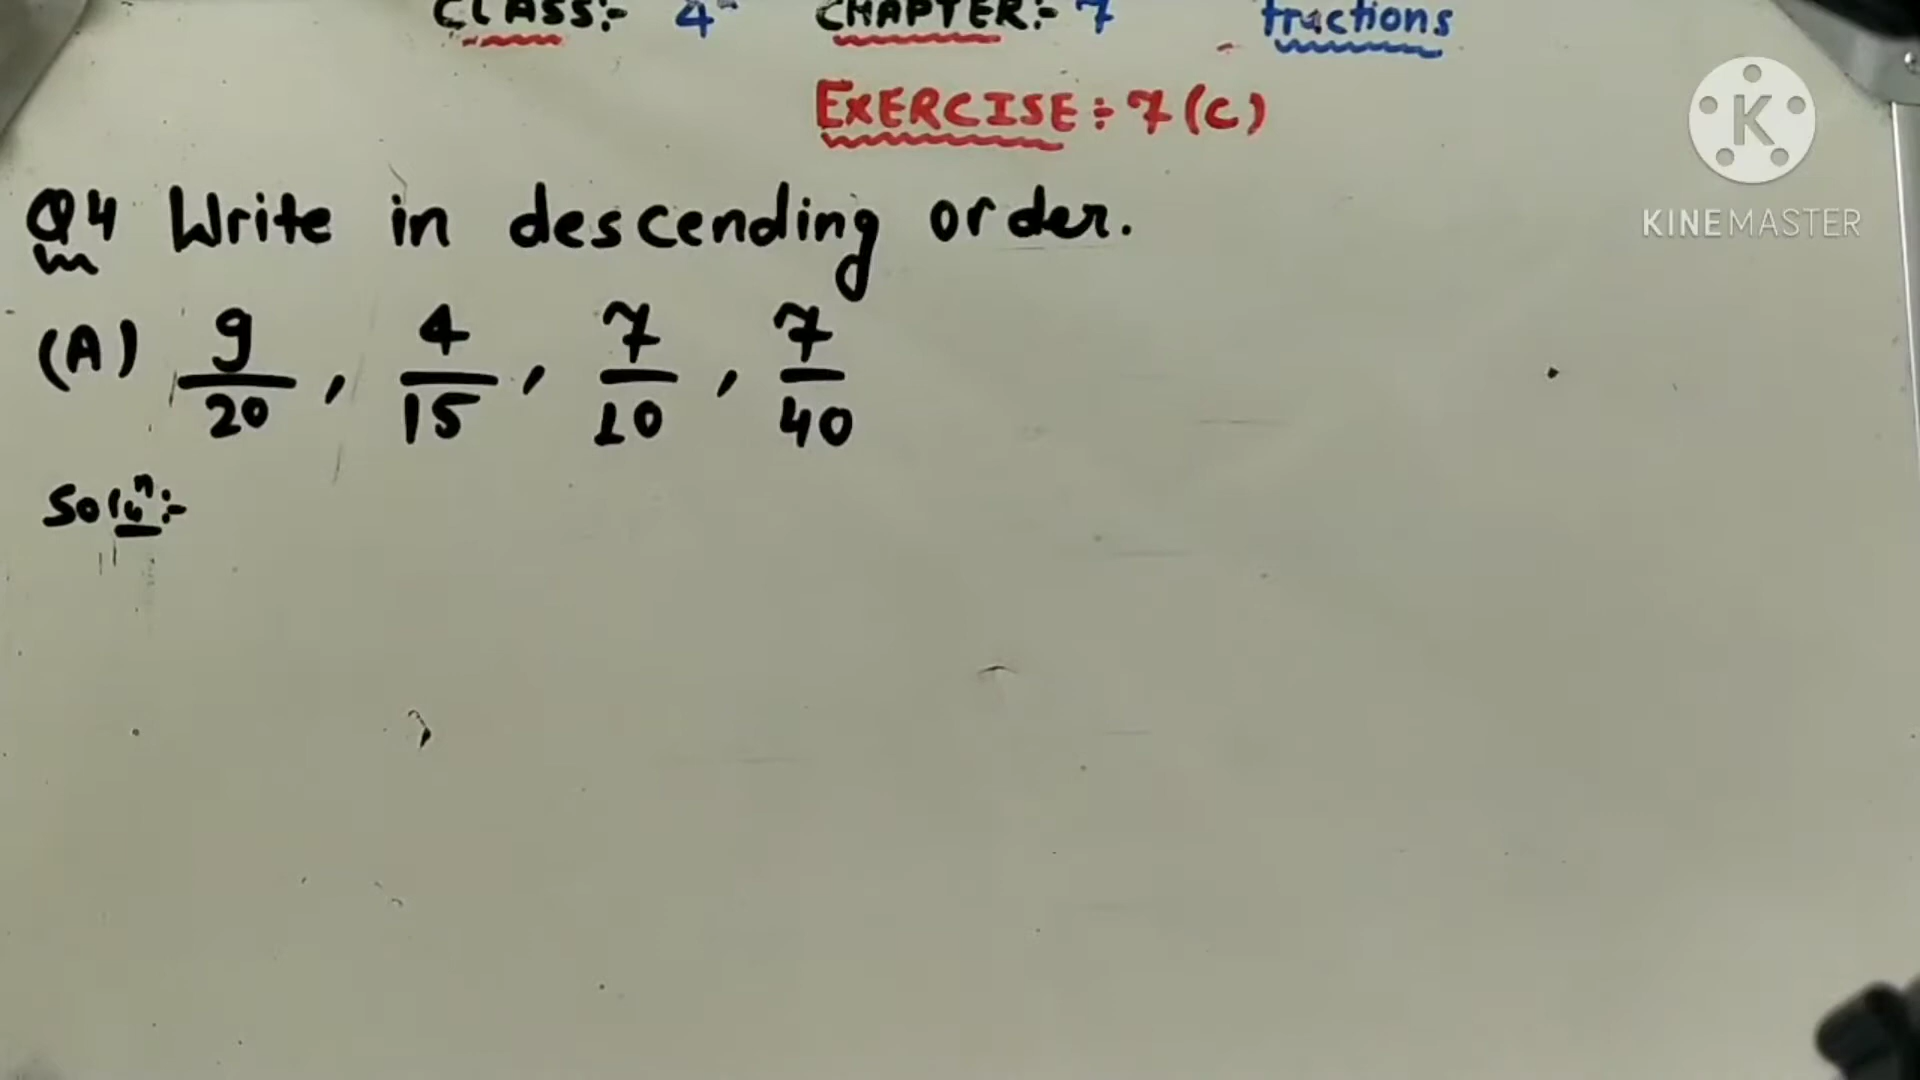 CLASS:- 4 CHAPTER:- 7 fractions
EXERCISE:- 7(C)
K
KINEMASTER
Q4 Write in descending order.
(A) 9/20, 4/15, 7/10, 7/40
Solⁿ:-